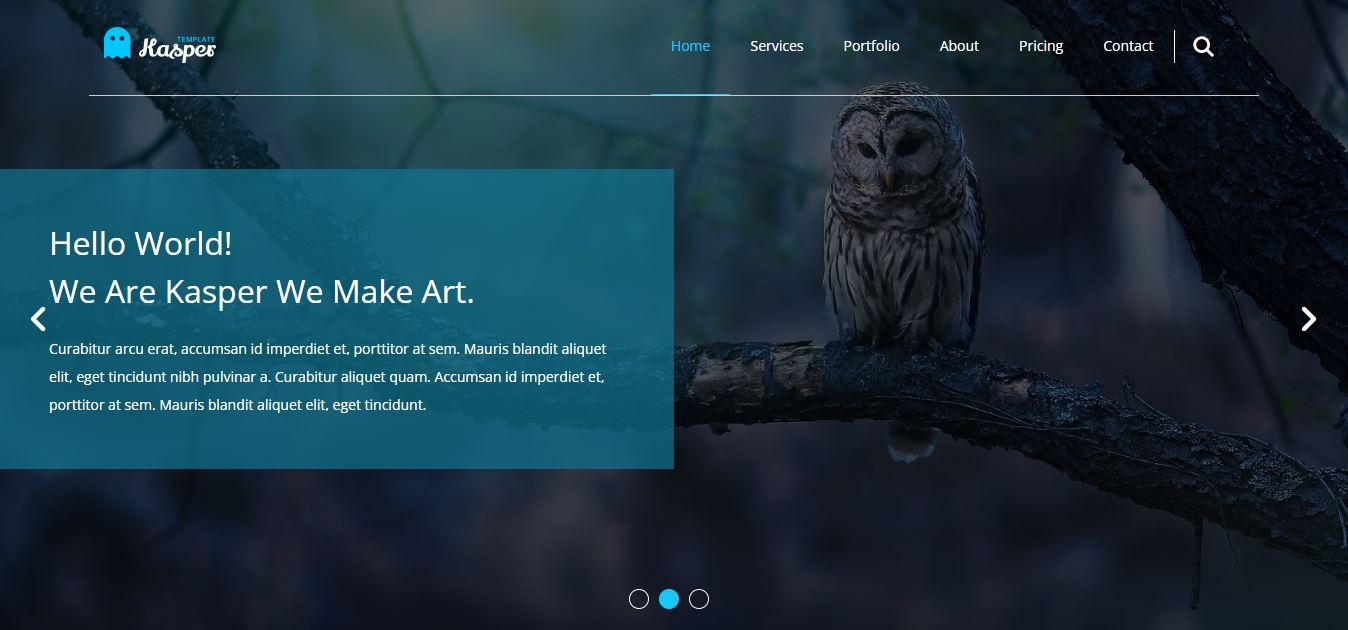 TEMPLATE
Kasper
Home Services Portfolio About Pricing Contact
Hello World!
We Are Kasper We Make Art.
Curabitur arcu erat, accumsan id imperdiet et, porttitor at sem. Mauris blandit aliquet
elit, eget tincidunt nibh pulvinar a. Curabitur aliquet quam. Accumsan id imperdiet et,
porttitor at sem. Mauris blandit aliquet elit, eget tincidunt.